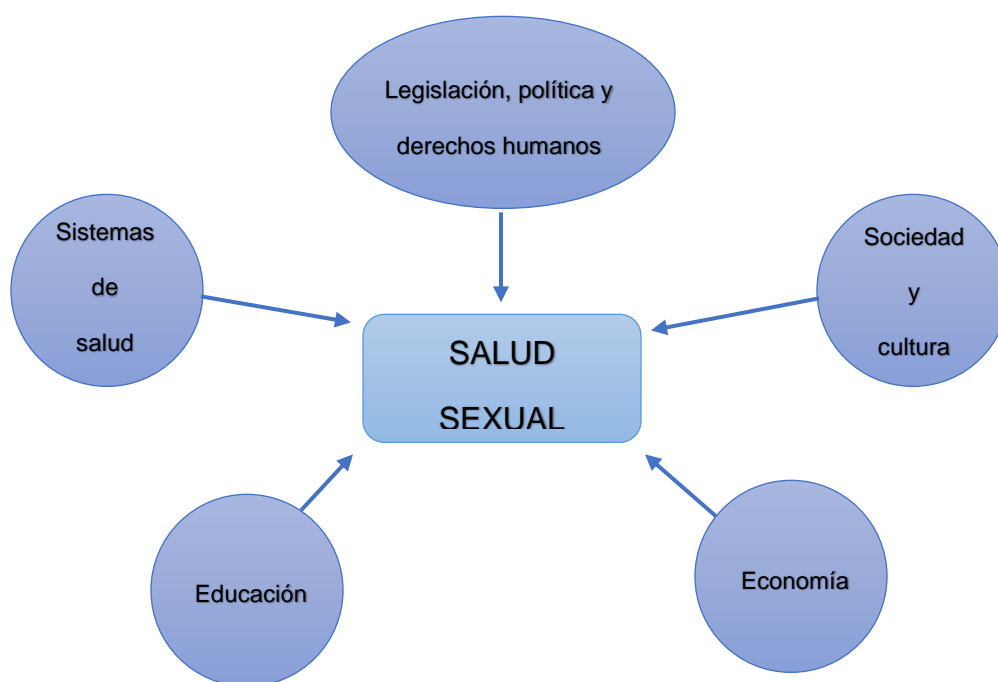 Legislación, política y
derechos humanos
Sistemas
de
salud
Sociedad
y
cultura
SALUD
SEXUAL
Educación
Economía